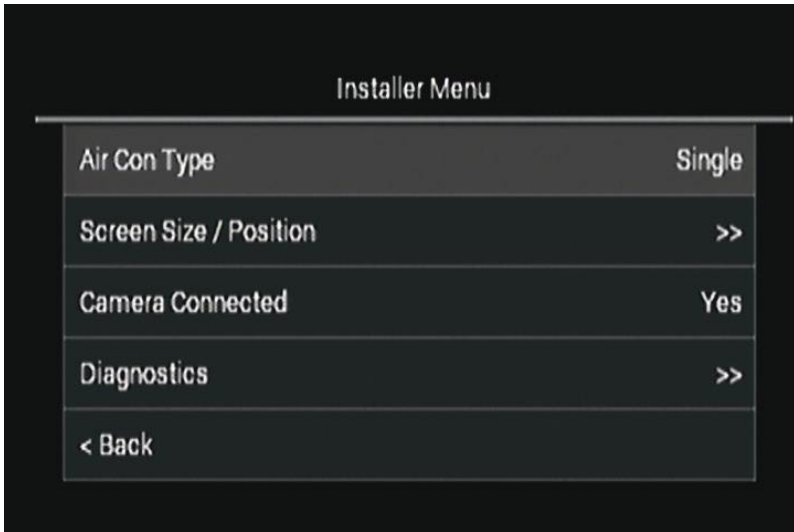 Installer Menu
Air Con Type Single
Screen Size / Position >>
Camera Connected Yes
Diagnostics >>
< Back